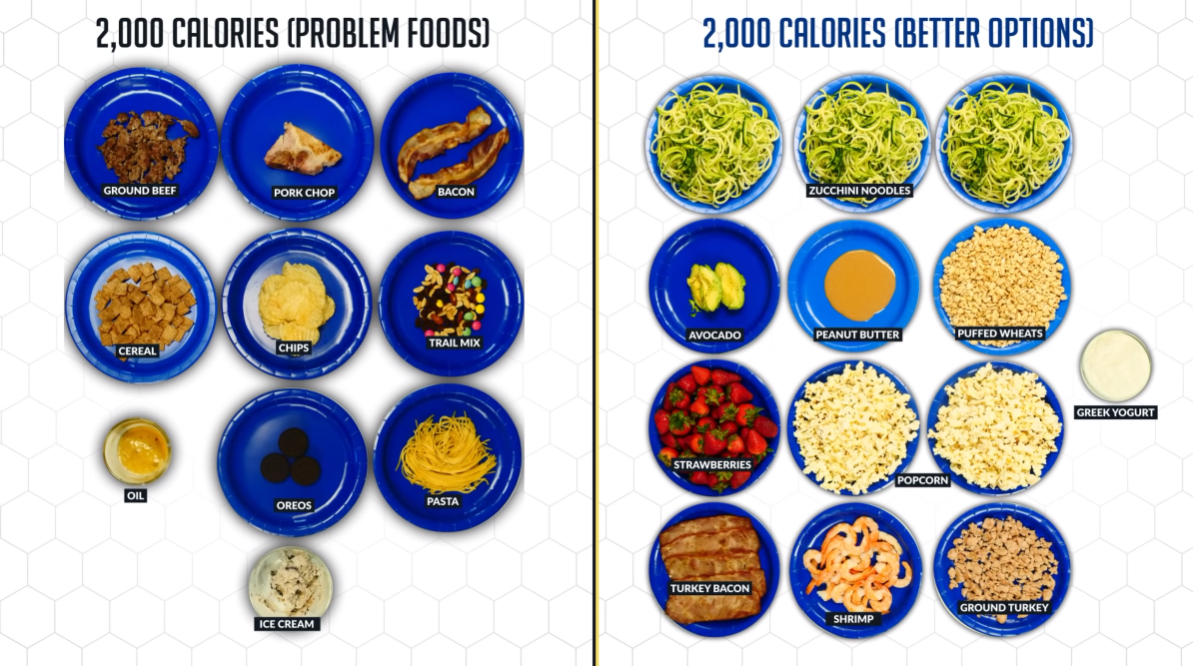 2,000 CALORIES (PROBLEM FOODS)
GROUND BEEF
PORK CHOP
BACON
CEREAL
CHIPS
TRAIL MIX
OIL
OREOS
PASTA
ICE CREAM
2,000 CALORIES (BETTER OPTIONS)
ZUCCHINI NOODLES
AVOCADO
PEANUT BUTTER
PUFFED WHEATS
GREEK YOGURT
STRAWBERRIES
POPCORN
TURKEY BACON
SHRIMP
GROUND TURKEY